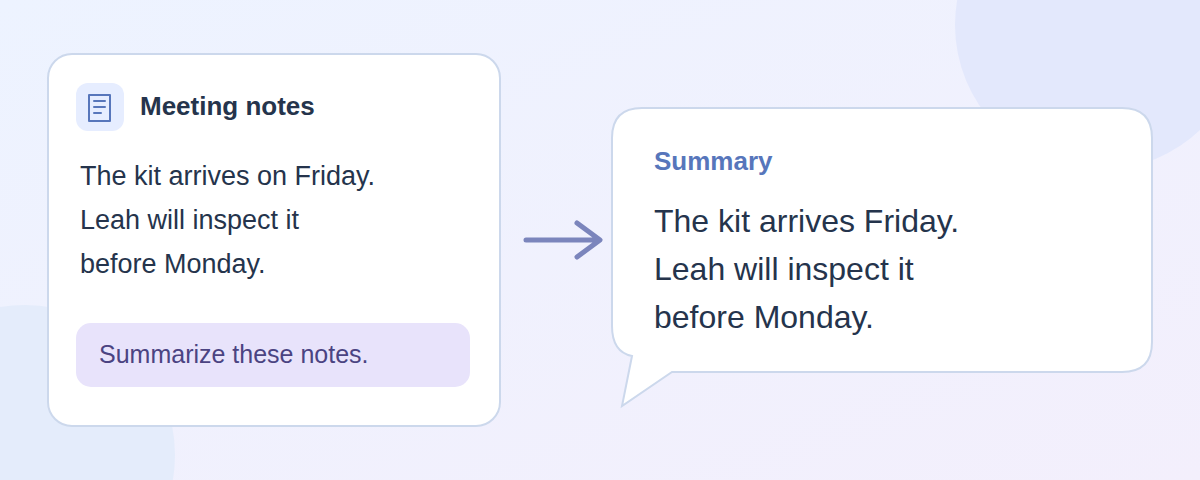 Meeting notes
The kit arrives on Friday.
Leah will inspect it
before Monday.
Summarize these notes.
Summary
The kit arrives Friday.
Leah will inspect it
before Monday.